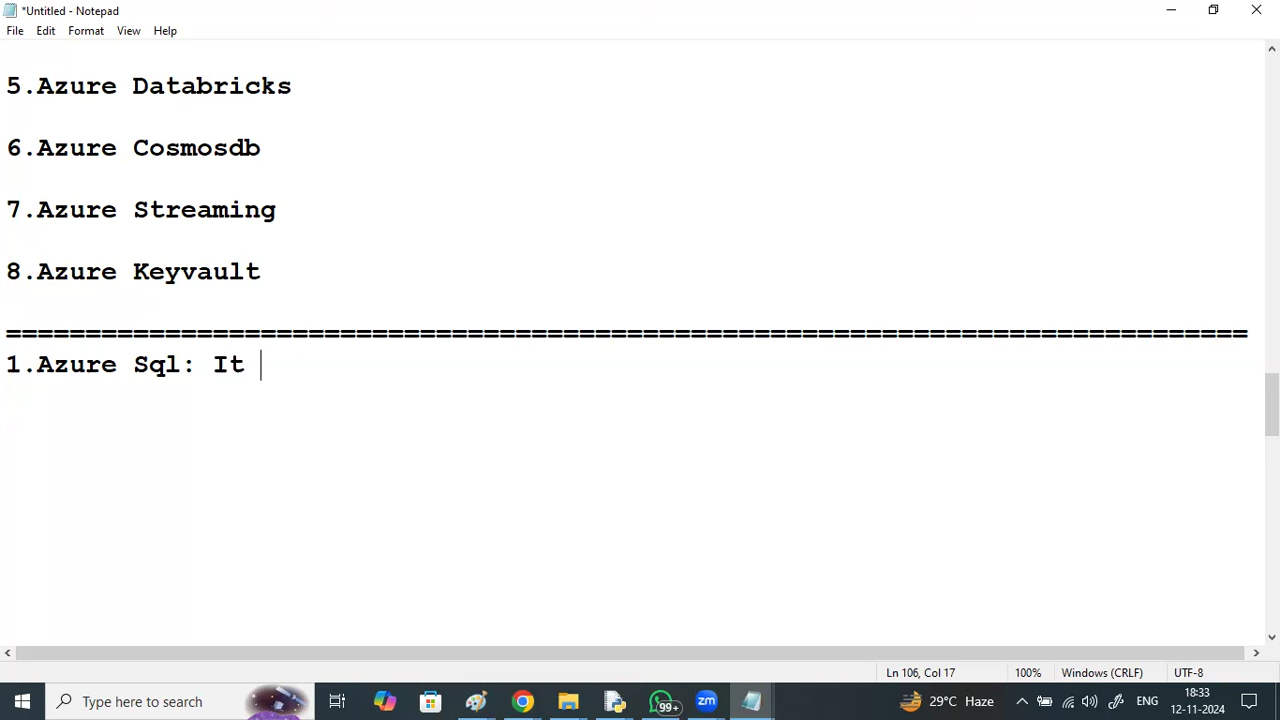 *Untitled - Notepad
File Edit Format View Help
5.Azure Databricks
6.Azure Cosmosdb
7.Azure Streaming
8.Azure Keyvault
==============================================================================
1.Azure Sql: It
Ln 106, Col 17 100% Windows (CRLF) UTF-8
Type here to search 99+ zm 29°C Haze ENG 18:33
12-11-2024